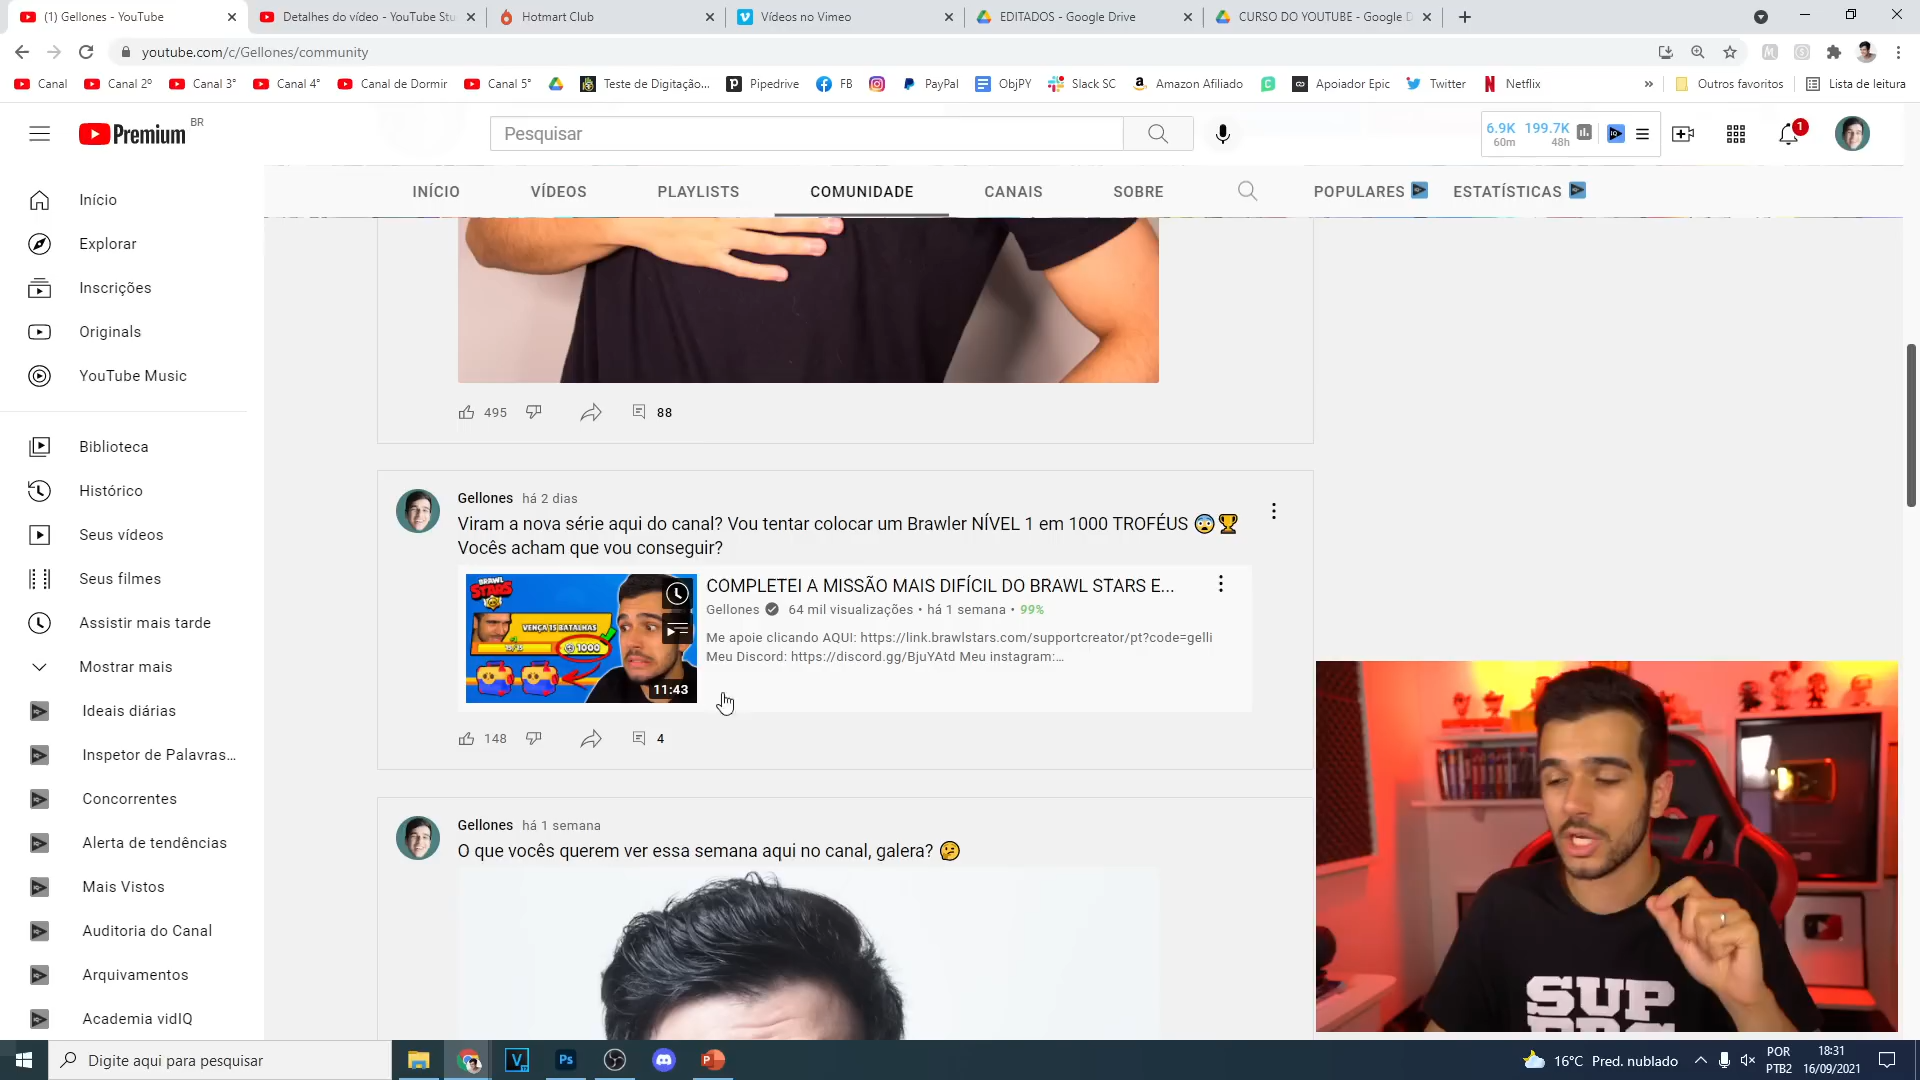 (1) Gellones - YouTube
Detalhes do vídeo - YouTube Stu
Hotmart Club
Vídeos no Vimeo
EDITADOS - Google Drive
CURSO DO YOUTUBE - Google D
youtube.com/c/Gellones/community
Canal
Canal 2º
Canal 3°
Canal 4°
Canal de Dormir
Canal 5°
Teste de Digitação...
Pipedrive
FB
PayPal
ObjPY
Slack SC
Amazon Afiliado
Apoiador Epic
Twitter
Netflix
»
Outros favoritos
Lista de leitura
Premium BR
Pesquisar
6.9K 199.7K
60m 48h
1
INÍCIO
VÍDEOS
PLAYLISTS
COMUNIDADE
CANAIS
SOBRE
POPULARES
ESTATÍSTICAS
Início
Explorar
Inscrições
Originals
YouTube Music
Biblioteca
Histórico
Seus vídeos
Seus filmes
Assistir mais tarde
Mostrar mais
Ideais diárias
Inspetor de Palavras...
Concorrentes
Alerta de tendências
Mais Vistos
Auditoria do Canal
Arquivamentos
Academia vidIQ
495
88
Gellones há 2 dias
Viram a nova série aqui do canal? Vou tentar colocar um Brawler NÍVEL 1 em 1000 TROFÉUS 😨🏆
Vocês acham que vou conseguir?
BRAWL
STARS
VENÇA 15 BATALHAS
1000
11:43
COMPLETEI A MISSÃO MAIS DIFÍCIL DO BRAWL STARS E...
Gellones 64 mil visualizações • há 1 semana • 99%
Me apoie clicando AQUI: https://link.brawlstars.com/supportcreator/pt?code=gelli
Meu Discord: https://discord.gg/BjuYAtd Meu instagram:...
148
4
Gellones há 1 semana
O que vocês querem ver essa semana aqui no canal, galera? 🤔
SUP
Digite aqui para pesquisar
16°C Pred. nublado
POR
PTB2
18:31
16/09/2021